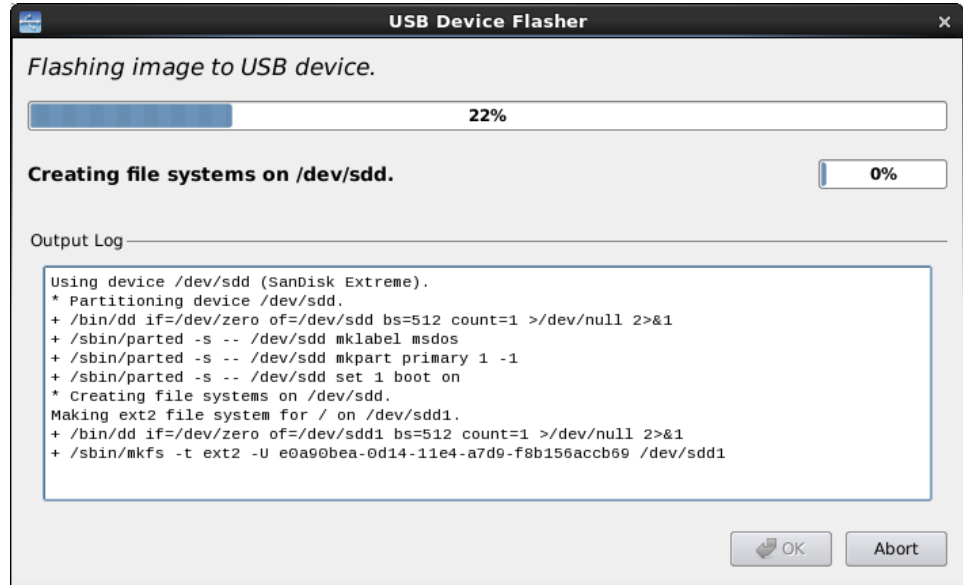 USB Device Flasher
Flashing image to USB device.
22%
Creating file systems on /dev/sdd.
0%
Output Log
Using device /dev/sdd (SanDisk Extreme).
* Partitioning device /dev/sdd.
+ /bin/dd if=/dev/zero of=/dev/sdd bs=512 count=1 >/dev/null 2>&1
+ /sbin/parted -s -- /dev/sdd mklabel msdos
+ /sbin/parted -s -- /dev/sdd mkpart primary 1 -1
+ /sbin/parted -s -- /dev/sdd set 1 boot on
* Creating file systems on /dev/sdd.
Making ext2 file system for / on /dev/sdd1.
+ /bin/dd if=/dev/zero of=/dev/sdd1 bs=512 count=1 >/dev/null 2>&1
+ /sbin/mkfs -t ext2 -U e0a90bea-0d14-11e4-a7d9-f8b156accb69 /dev/sdd1
OK
Abort